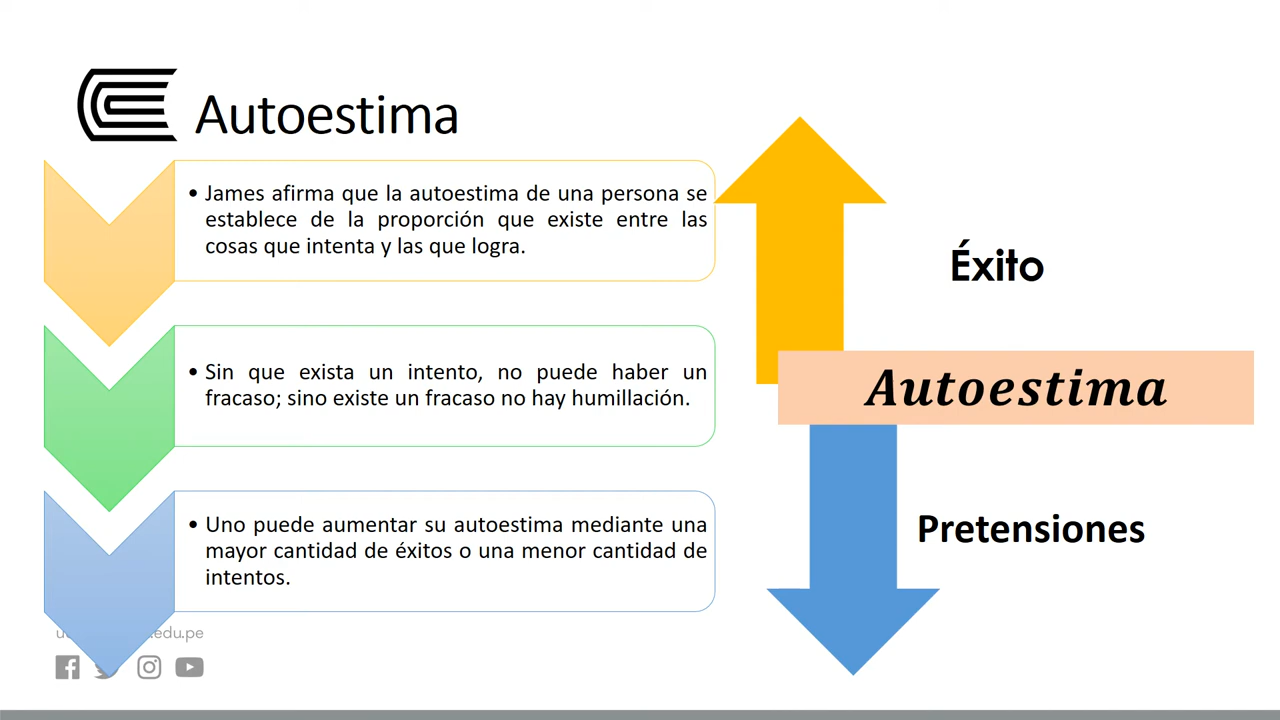 Autoestima
• James afirma que la autoestima de una persona se
establece de la proporción que existe entre las
cosas que intenta y las que logra.
• Sin que exista un intento, no puede haber un
fracaso; sino existe un fracaso no hay humillación.
• Uno puede aumentar su autoestima mediante una
mayor cantidad de éxitos o una menor cantidad de
intentos.
Éxito
Autoestima
Pretensiones
.edu.pe